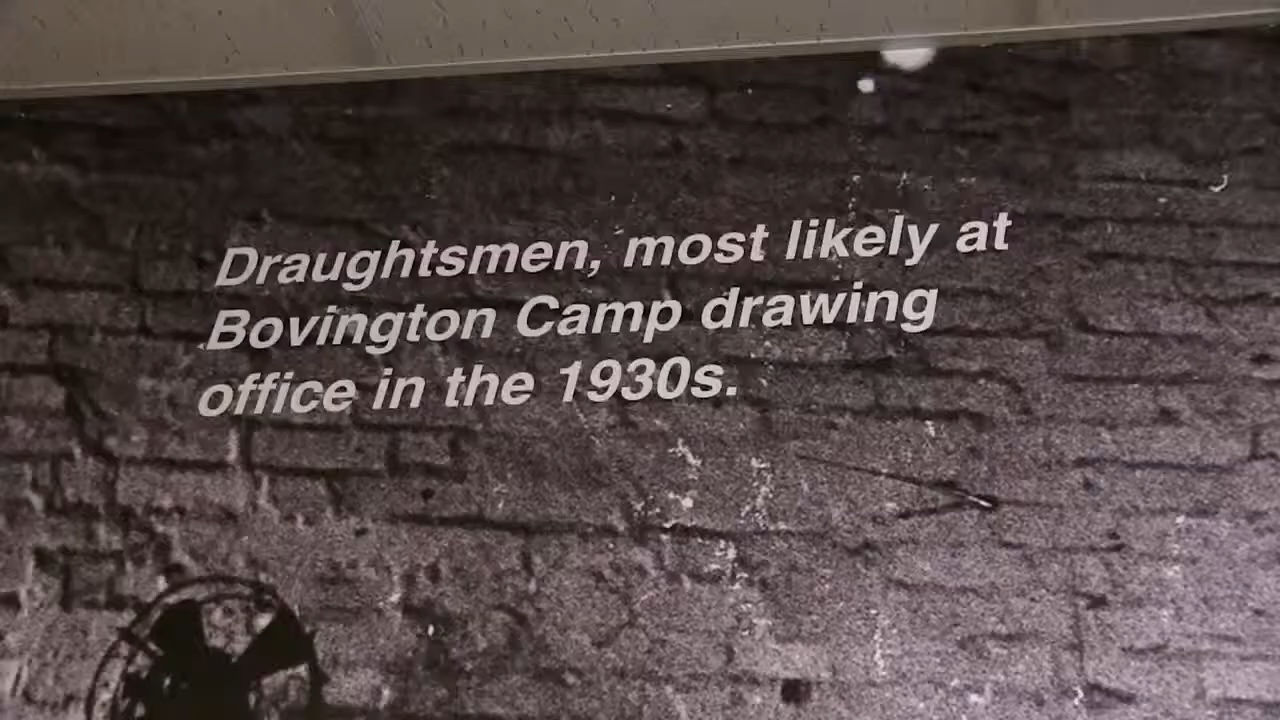 Draughtsmen, most likely at
Bovington Camp drawing
office in the 1930s.